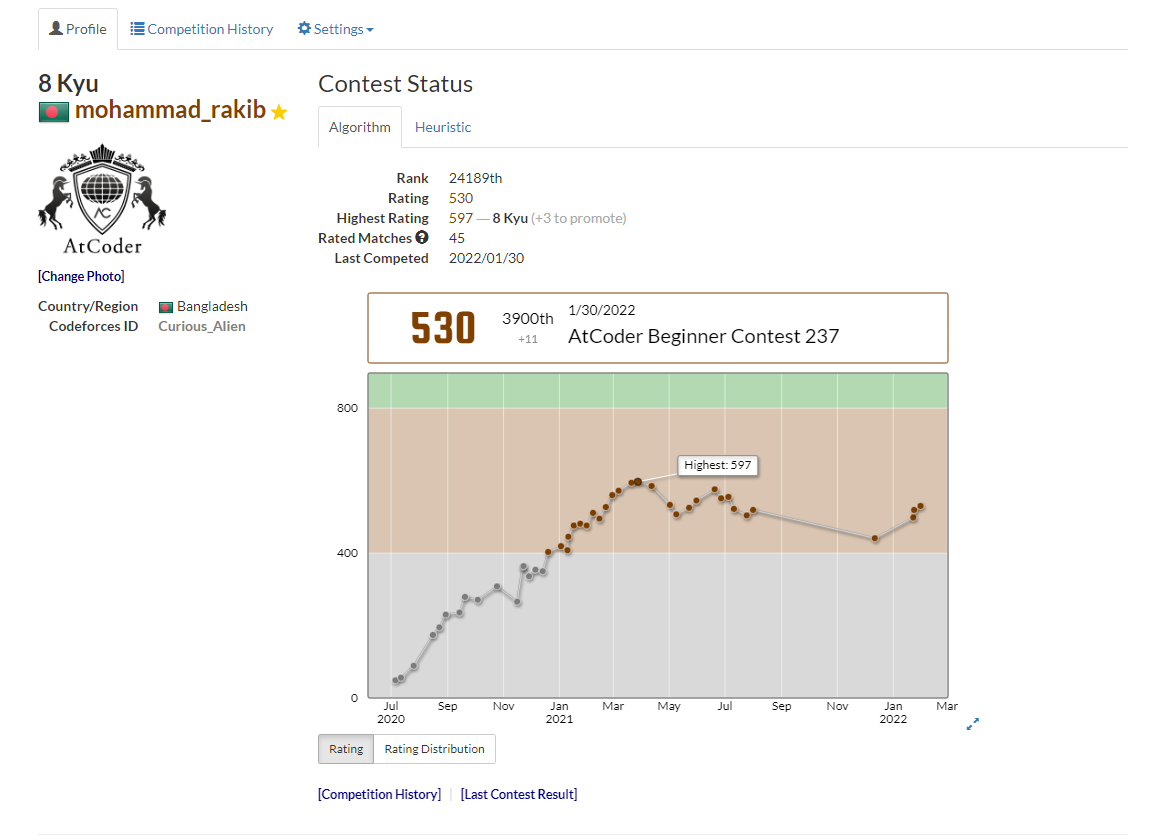 Profile
Competition History
Settings
8 Kyu
mohammad_rakib
AtCoder
[Change Photo]
Country/Region Bangladesh
Codeforces ID Curious_Alien
Contest Status
Algorithm
Heuristic
Rank 24189th
Rating 530
Highest Rating 597 — 8 Kyu (+3 to promote)
Rated Matches 45
Last Competed 2022/01/30
530
3900th
+11
1/30/2022
AtCoder Beginner Contest 237
800
400
0
Highest: 597
Jul Sep Nov Jan Mar May Jul Sep Nov Jan Mar
2020 2021 2022
Rating
Rating Distribution
[Competition History] | [Last Contest Result]